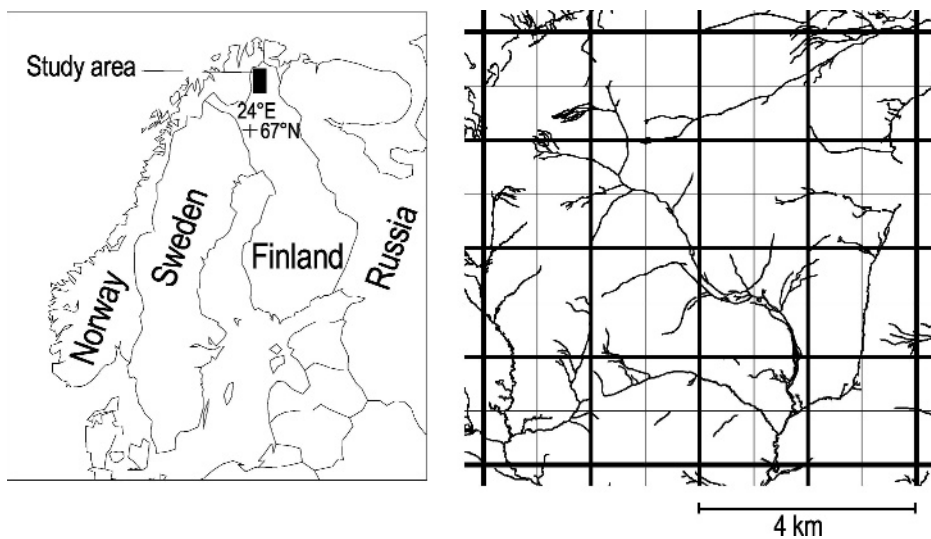 Study area
24°E
+67°N
Norway
Sweden
Finland
Russia
4 km